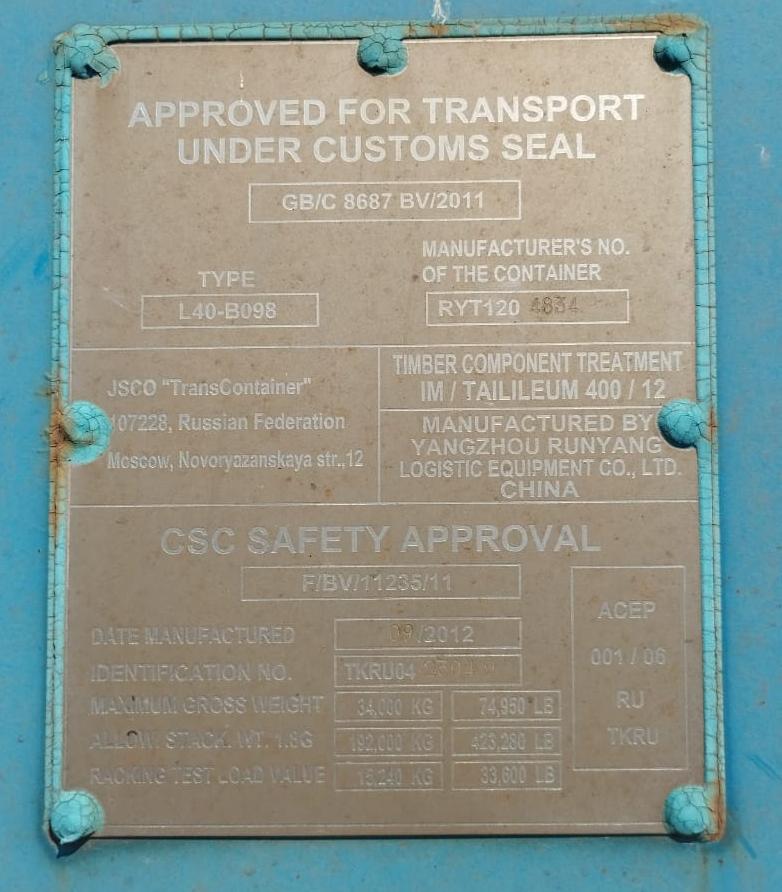 APPROVED FOR TRANSPORT
UNDER CUSTOMS SEAL
GB/C 8687 BV/2011
TYPE
L40-B098
MANUFACTURER'S NO.
OF THE CONTAINER
RYT120 4834
JSCO "TransContainer"
107228, Russian Federation
Moscow, Novoryazanskaya str.,12
TIMBER COMPONENT TREATMENT
IM / TAILILEUM 400 / 12
MANUFACTURED BY
YANGZHOU RUNYANG
LOGISTIC EQUIPMENT CO., LTD.
CHINA
CSC SAFETY APPROVAL
F/BV/11235/11
DATE MANUFACTURED 09/2012
IDENTIFICATION NO. TKRU04
MAXIMUM GROSS WEIGHT 34,000 KG 74,950 LB
ALLOW. STACK. WT. 1.8G 192,000 KG 423,280 LB
RACKING TEST LOAD VALUE 15,240 KG 33,600 LB
ACEP
001 / 06
RU
TKRU